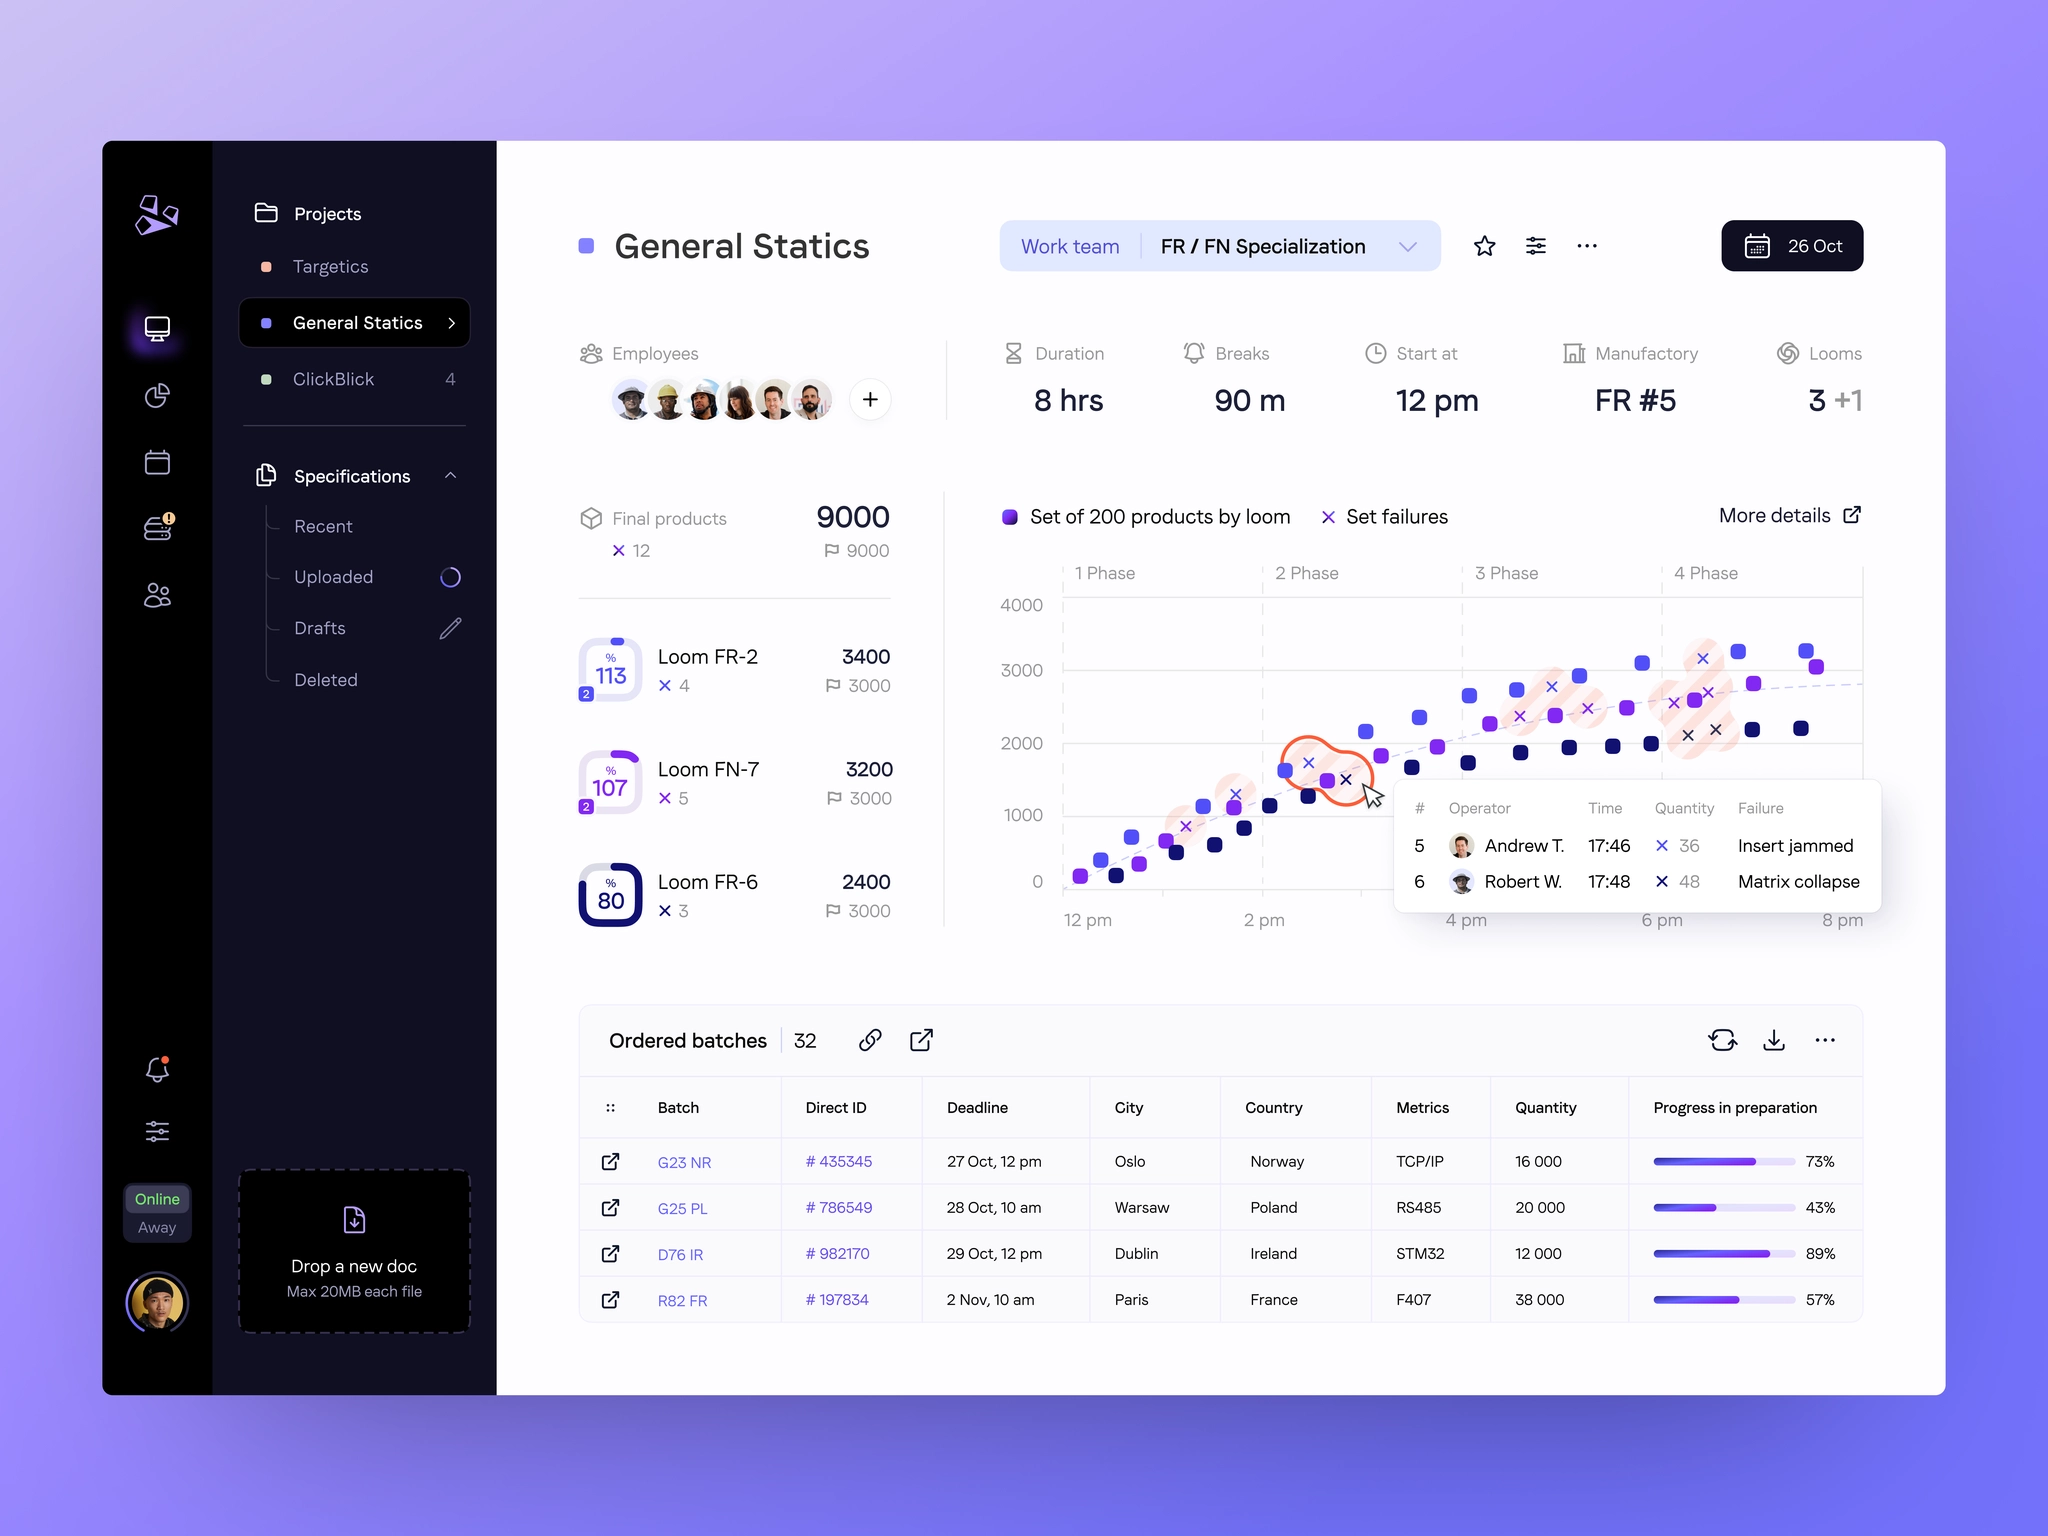 Projects
Targetics
General Statics
ClickBlick 4
Specifications
Recent
Uploaded
Drafts
Deleted
Online
Away
Drop a new doc
Max 20MB each file
General Statics
Work team FR / FN Specialization
26 Oct
Employees
Duration
8 hrs
Breaks
90 m
Start at
12 pm
Manufactory
FR #5
Looms
3 +1
Final products 9000
12 9000
% 113 2
Loom FR-2 3400
4 3000
% 107 2
Loom FN-7 3200
5 3000
% 80
Loom FR-6 2400
3 3000
Set of 200 products by loom Set failures More details
1 Phase 2 Phase 3 Phase 4 Phase
4000
3000
2000
1000
0
12 pm 2 pm 4 pm 6 pm 8 pm
# Operator Time Quantity Failure
5 Andrew T. 17:46 36 Insert jammed
6 Robert W. 17:48 48 Matrix collapse
Ordered batches 32
Batch Direct ID Deadline City Country Metrics Quantity Progress in preparation
G23 NR # 435345 27 Oct, 12 pm Oslo Norway TCP/IP 16 000 73%
G25 PL # 786549 28 Oct, 10 am Warsaw Poland RS485 20 000 43%
D76 IR # 982170 29 Oct, 12 pm Dublin Ireland STM32 12 000 89%
R82 FR # 197834 2 Nov, 10 am Paris France F407 38 000 57%